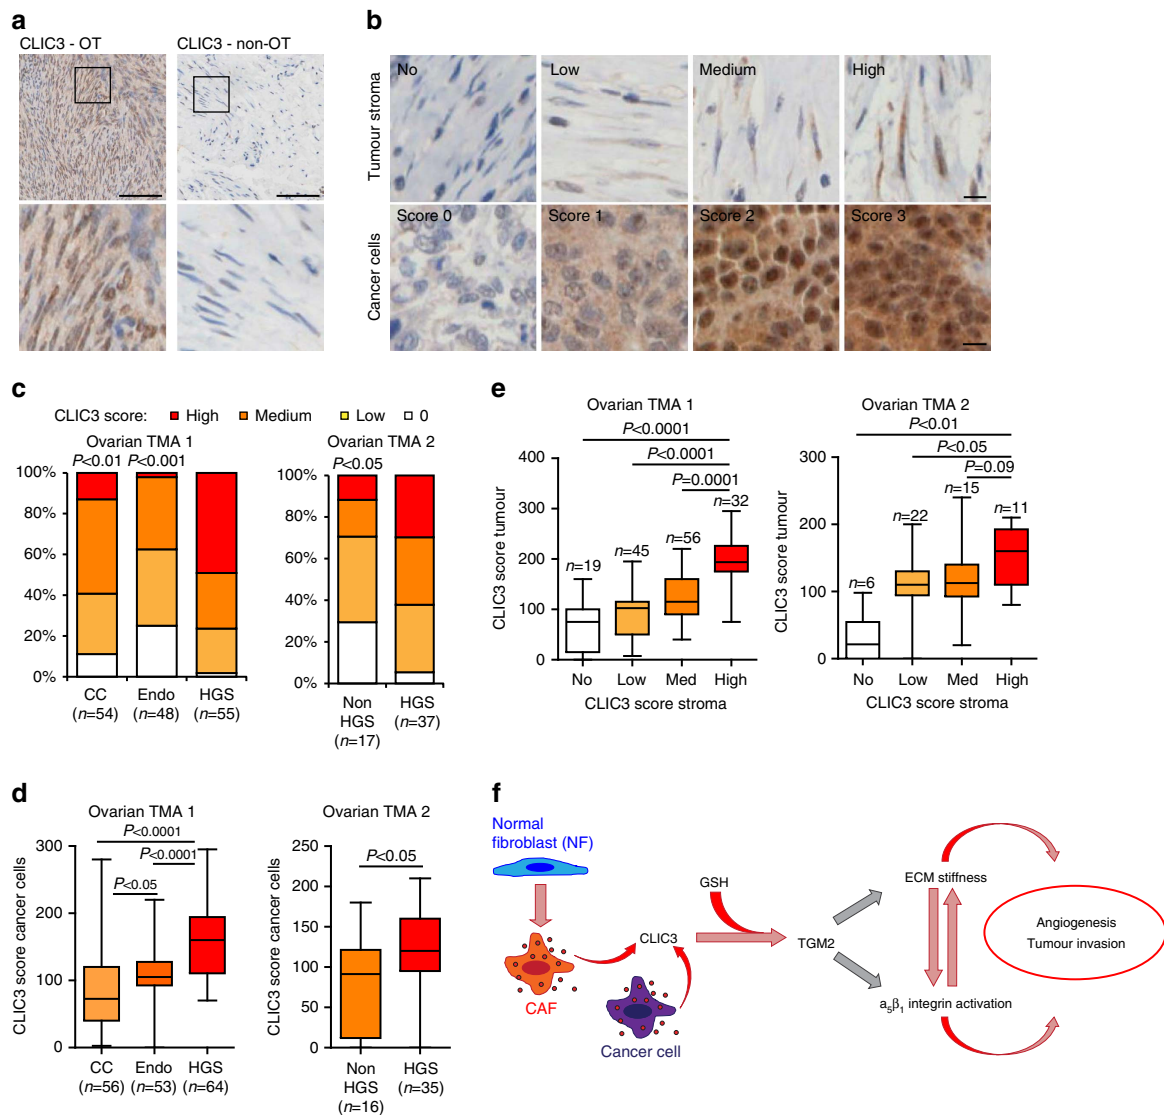 a
CLIC3 - OT
CLIC3 - non-OT
b
Tumour stroma
No
Low
Medium
High
Cancer cells
Score 0
Score 1
Score 2
Score 3
c
CLIC3 score:
High
Medium
Low
0
Ovarian TMA 1
P<0.01
P<0.001
100%
80%
60%
40%
20%
0%
CC
(n=54)
Endo
(n=48)
HGS
(n=55)
Ovarian TMA 2
P<0.05
100%
80%
60%
40%
20%
0%
Non
HGS
(n=17)
HGS
(n=37)
e
Ovarian TMA 1
P<0.0001
P<0.0001
P=0.0001
CLIC3 score tumour
400
300
200
100
0
n=19
n=45
n=56
n=32
No
Low
Med
High
CLIC3 score stroma
Ovarian TMA 2
P<0.01
P<0.05
P=0.09
CLIC3 score tumour
300
200
100
0
n=6
n=22
n=15
n=11
No
Low
Med
High
CLIC3 score stroma
d
Ovarian TMA 1
P<0.0001
P<0.0001
P<0.05
CLIC3 score cancer cells
300
200
100
0
CC
(n=56)
Endo
(n=53)
HGS
(n=64)
Ovarian TMA 2
P<0.05
CLIC3 score cancer cells
250
200
150
100
50
0
Non
HGS
(n=16)
HGS
(n=35)
f
Normal
fibroblast (NF)
CAF
Cancer cell
CLIC3
GSH
TGM2
ECM stiffness
a5β1 integrin activation
Angiogenesis
Tumour invasion